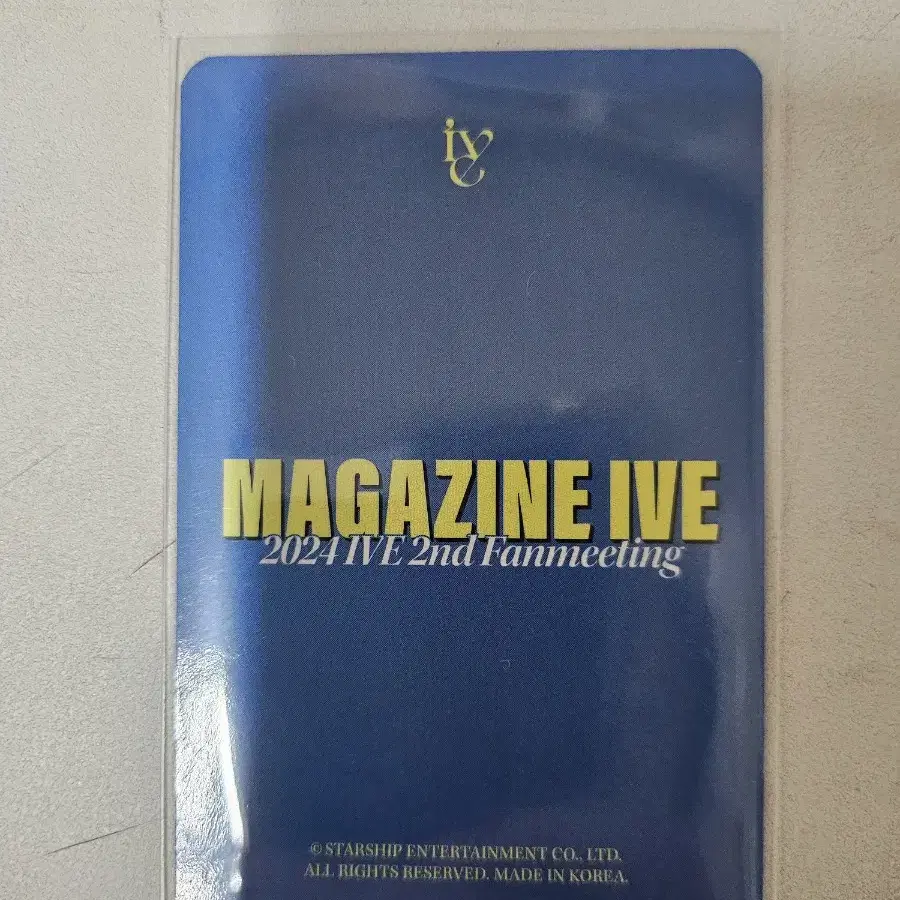 IVE
MAGAZINE IVE
2024 IVE 2nd Fanmeeting
© STARSHIP ENTERTAINMENT CO., LTD.
ALL RIGHTS RESERVED. MADE IN KOREA.